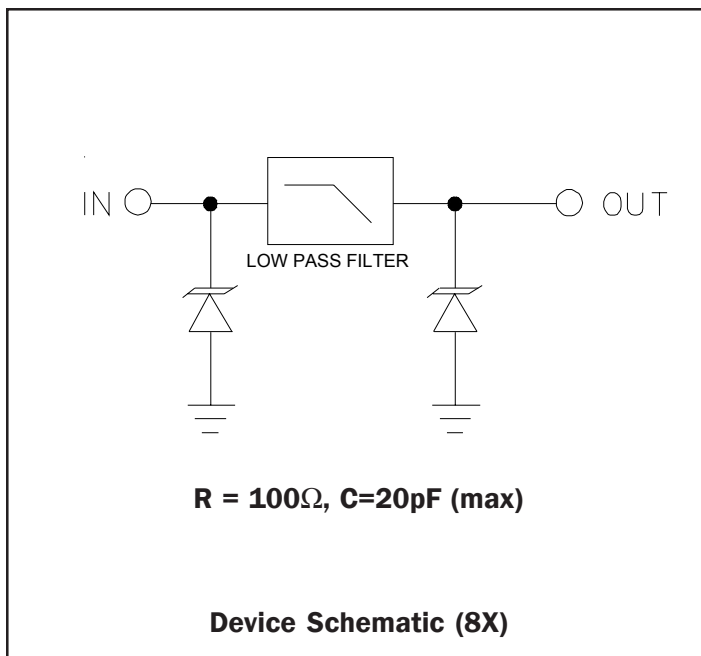 IN OUT
LOW PASS FILTER
R = 100Ω, C=20pF (max)
Device Schematic (8X)